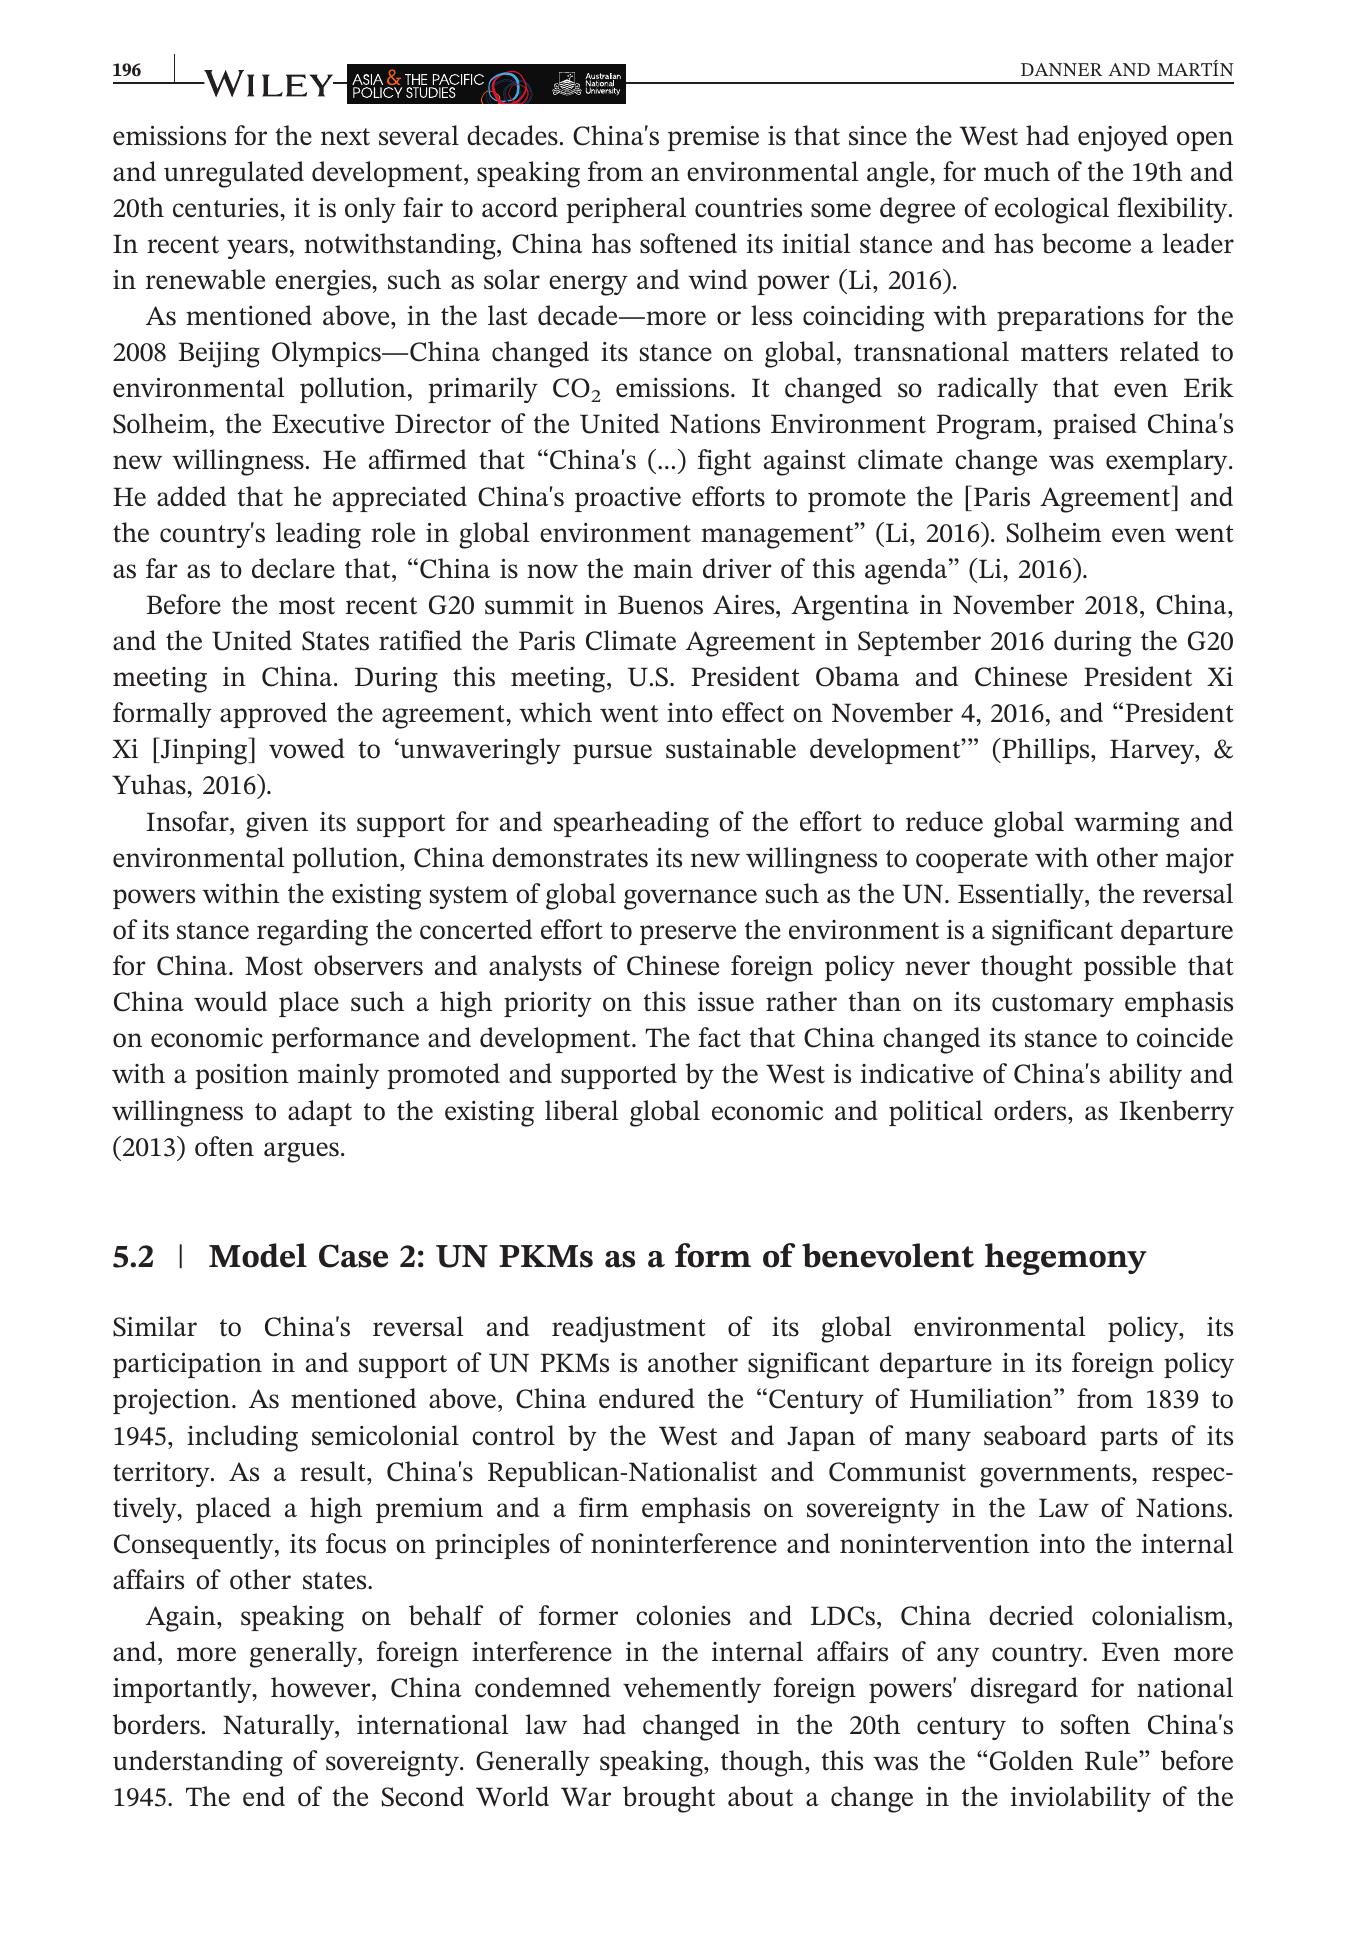 196
WILEY
ASIA & THE PACIFIC
POLICY STUDIES
Australian
National
University
DANNER AND MARTÍN
emissions for the next several decades. China's premise is that since the West had enjoyed open
and unregulated development, speaking from an environmental angle, for much of the 19th and
20th centuries, it is only fair to accord peripheral countries some degree of ecological flexibility.
In recent years, notwithstanding, China has softened its initial stance and has become a leader
in renewable energies, such as solar energy and wind power (Li, 2016).
As mentioned above, in the last decade—more or less coinciding with preparations for the
2008 Beijing Olympics—China changed its stance on global, transnational matters related to
environmental pollution, primarily CO₂ emissions. It changed so radically that even Erik
Solheim, the Executive Director of the United Nations Environment Program, praised China's
new willingness. He affirmed that “China's (...) fight against climate change was exemplary.
He added that he appreciated China's proactive efforts to promote the [Paris Agreement] and
the country's leading role in global environment management” (Li, 2016). Solheim even went
as far as to declare that, “China is now the main driver of this agenda” (Li, 2016).
Before the most recent G20 summit in Buenos Aires, Argentina in November 2018, China,
and the United States ratified the Paris Climate Agreement in September 2016 during the G20
meeting in China. During this meeting, U.S. President Obama and Chinese President Xi
formally approved the agreement, which went into effect on November 4, 2016, and “President
Xi [Jinping] vowed to ‘unwaveringly pursue sustainable development’” (Phillips, Harvey, &
Yuhas, 2016).
Insofar, given its support for and spearheading of the effort to reduce global warming and
environmental pollution, China demonstrates its new willingness to cooperate with other major
powers within the existing system of global governance such as the UN. Essentially, the reversal
of its stance regarding the concerted effort to preserve the environment is a significant departure
for China. Most observers and analysts of Chinese foreign policy never thought possible that
China would place such a high priority on this issue rather than on its customary emphasis
on economic performance and development. The fact that China changed its stance to coincide
with a position mainly promoted and supported by the West is indicative of China's ability and
willingness to adapt to the existing liberal global economic and political orders, as Ikenberry
(2013) often argues.
5.2 | Model Case 2: UN PKMs as a form of benevolent hegemony
Similar to China's reversal and readjustment of its global environmental policy, its
participation in and support of UN PKMs is another significant departure in its foreign policy
projection. As mentioned above, China endured the “Century of Humiliation” from 1839 to
1945, including semicolonial control by the West and Japan of many seaboard parts of its
territory. As a result, China's Republican-Nationalist and Communist governments, respec-
tively, placed a high premium and a firm emphasis on sovereignty in the Law of Nations.
Consequently, its focus on principles of noninterference and nonintervention into the internal
affairs of other states.
Again, speaking on behalf of former colonies and LDCs, China decried colonialism,
and, more generally, foreign interference in the internal affairs of any country. Even more
importantly, however, China condemned vehemently foreign powers' disregard for national
borders. Naturally, international law had changed in the 20th century to soften China's
understanding of sovereignty. Generally speaking, though, this was the “Golden Rule” before
1945. The end of the Second World War brought about a change in the inviolability of the